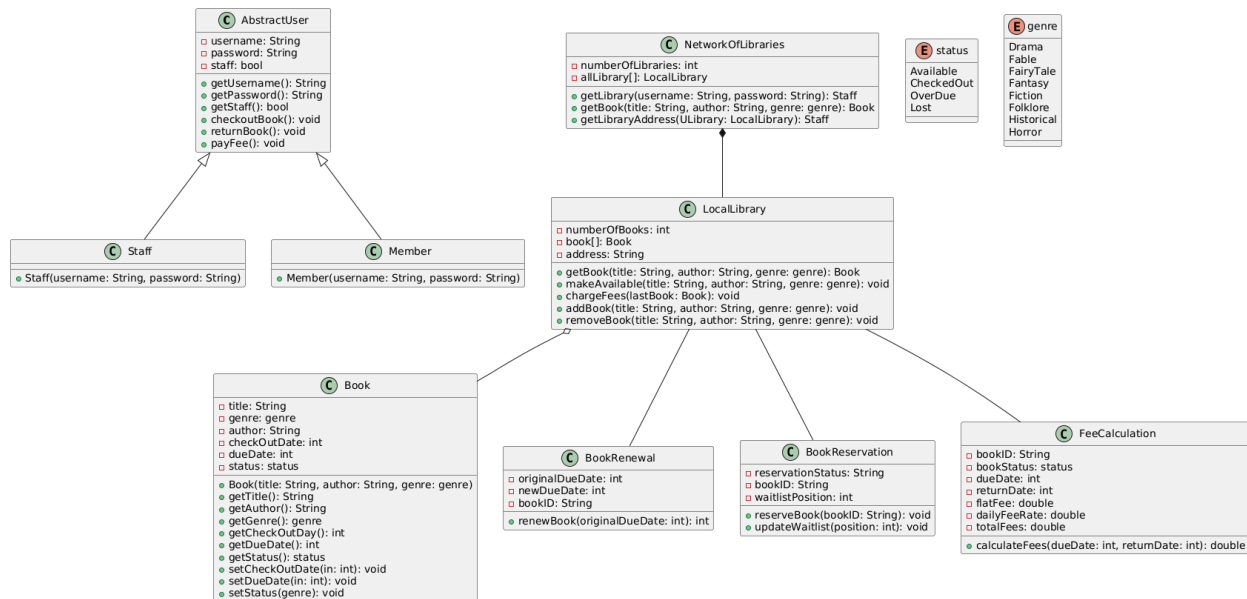 C AbstractUser
username: String
password: String
staff: bool
getUsername(): String
getPassword(): String
getStaff(): bool
checkoutBook(): void
returnBook(): void
payFee(): void
C NetworkOfLibraries
numberOfLibraries: int
allLibrary[]: LocalLibrary
getLibrary(username: String, password: String): Staff
getBook(title: String, author: String, genre: genre): Book
getLibraryAddress(ULibrary: LocalLibrary): Staff
E status
Available
CheckedOut
OverDue
Lost
E genre
Drama
Fable
FairyTale
Fantasy
Fiction
Folklore
Historical
Horror
C Staff
Staff(username: String, password: String)
C Member
Member(username: String, password: String)
C LocalLibrary
numberOfBooks: int
book[]: Book
address: String
getBook(title: String, author: String, genre: genre): Book
makeAvailable(title: String, author: String, genre: genre): void
chargeFees(lastBook: Book): void
addBook(title: String, author: String, genre: genre): void
removeBook(title: String, author: String, genre: genre): void
C Book
title: String
genre: genre
author: String
checkOutDate: int
dueDate: int
status: status
Book(title: String, author: String, genre: genre)
getTitle(): String
getAuthor(): String
getGenre(): genre
getCheckOutDay(): int
getDueDate(): int
getStatus(): status
setCheckOutDate(in: int): void
setDueDate(in: int): void
setStatus(genre): void
C BookRenewal
originalDueDate: int
newDueDate: int
bookID: String
renewBook(originalDueDate: int): int
C BookReservation
reservationStatus: String
bookID: String
waitlistPosition: int
reserveBook(bookID: String): void
updateWaitlist(position: int): void
C FeeCalculation
bookID: String
bookStatus: status
dueDate: int
returnDate: int
flatFee: double
dailyFeeRate: double
totalFees: double
calculateFees(dueDate: int, returnDate: int): double